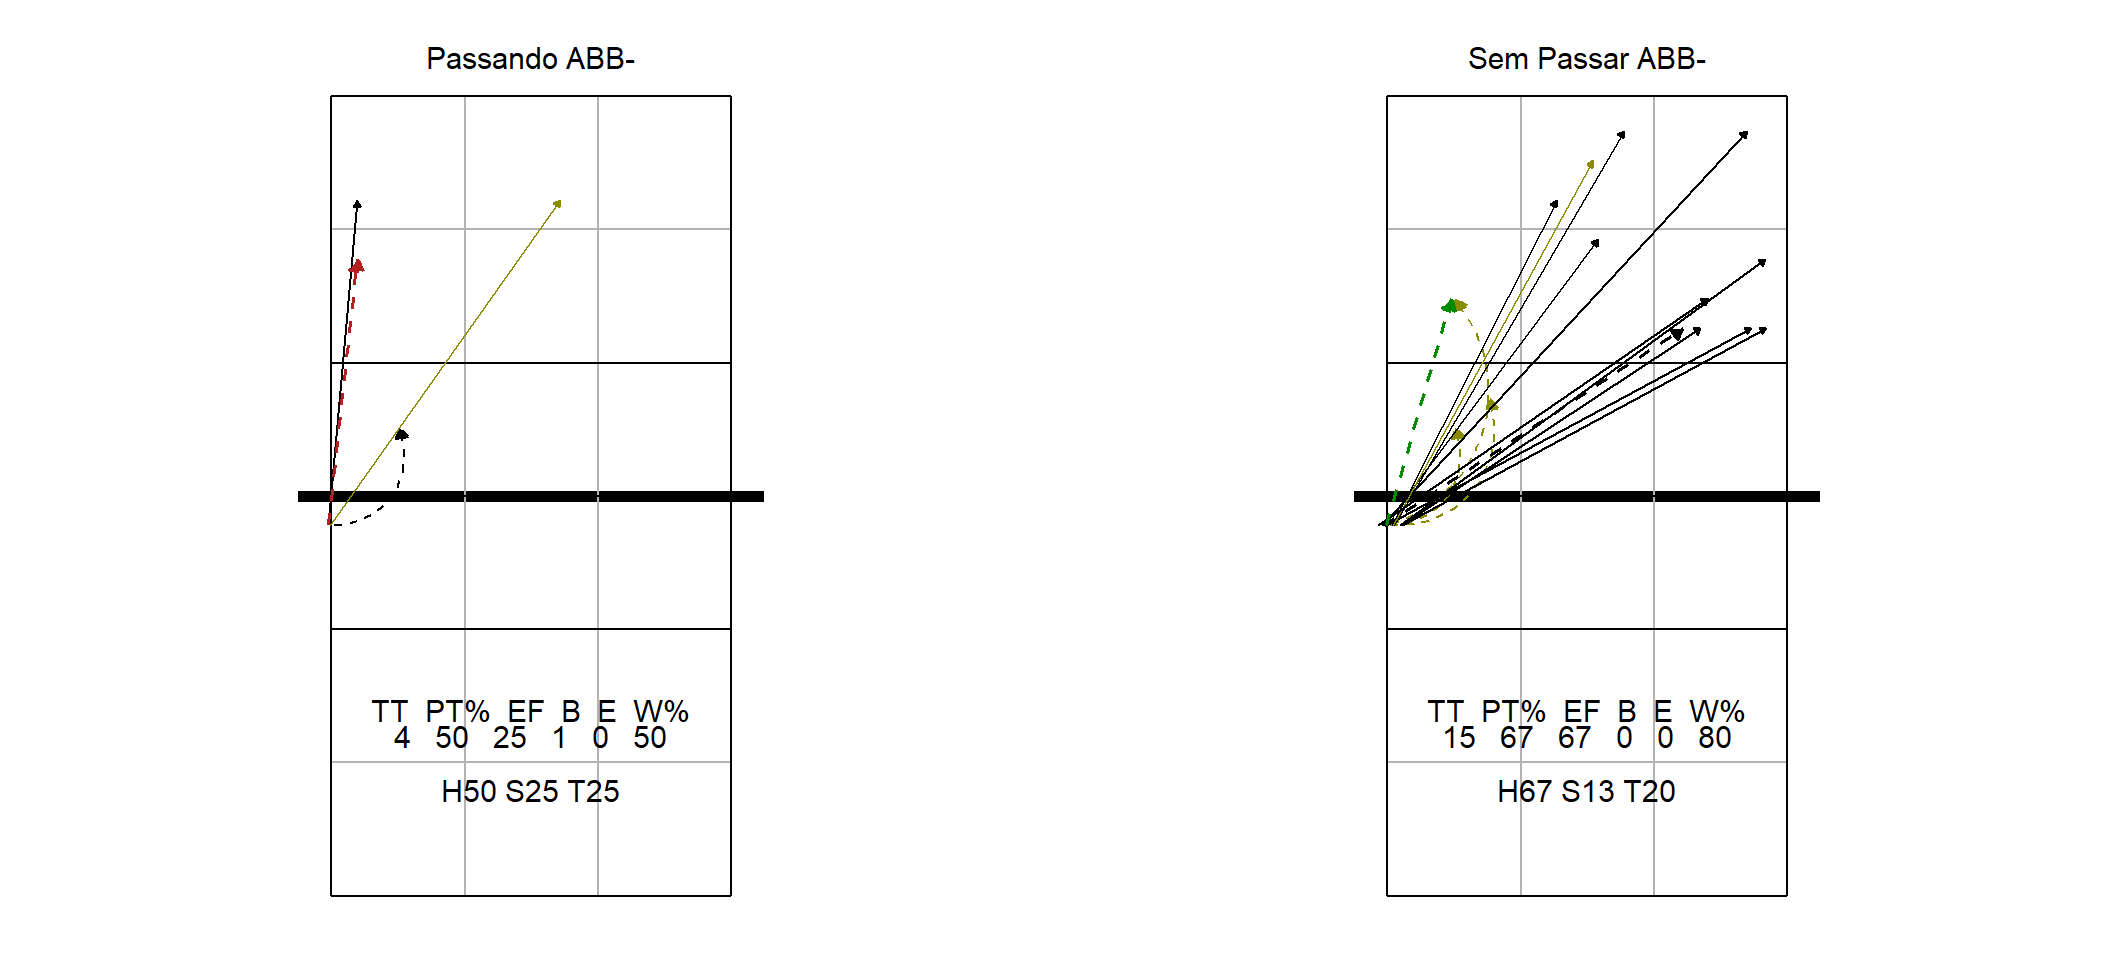 Passando ABB-
TT PT% EF B E W%
4 50 25 1 0 50
H50 S25 T25
Sem Passar ABB-
TT PT% EF B E W%
15 67 67 0 0 80
H67 S13 T20